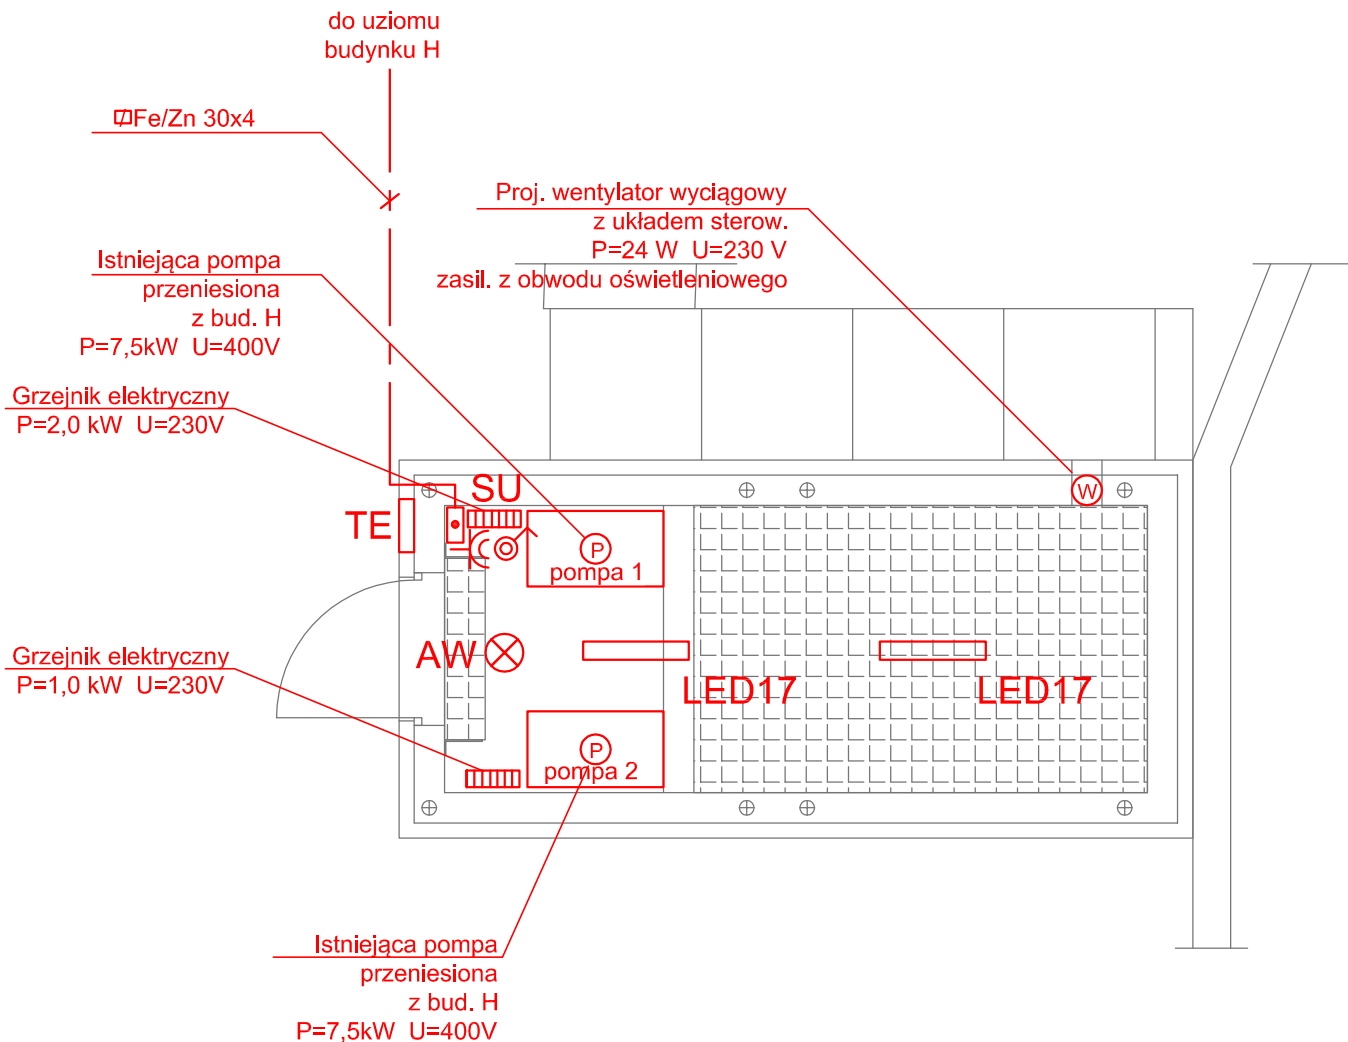 do uziomu
budynku H
Fe/Zn 30x4
Proj. wentylator wyciągowy
z układem sterow.
P=24 W U=230 V
zasil. z obwodu oświetleniowego
Istniejąca pompa
przeniesiona
z bud. H
P=7,5kW U=400V
Grzejnik elektryczny
P=2,0 kW U=230V
SU
W
TE
P
pompa 1
AW
Grzejnik elektryczny
P=1,0 kW U=230V
LED17
LED17
P
pompa 2
Istniejąca pompa
przeniesiona
z bud. H
P=7,5kW U=400V